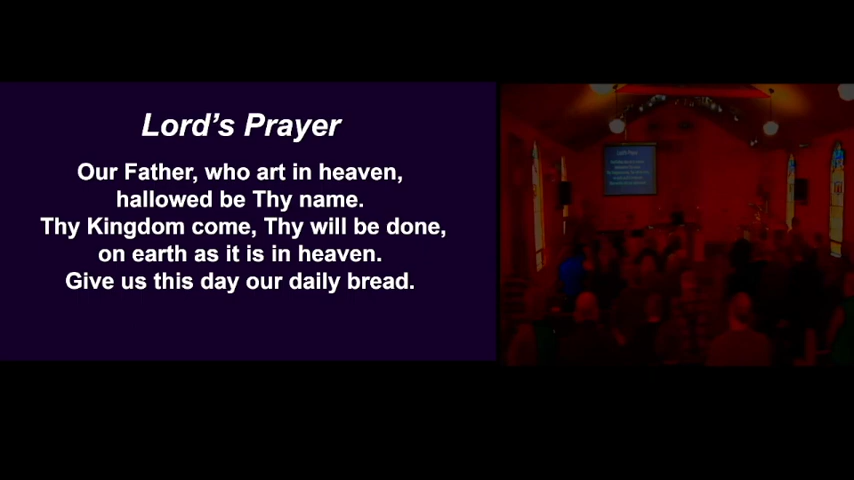 Lord's Prayer
Our Father, who art in heaven,
hallowed be Thy name.
Thy Kingdom come, Thy will be done,
on earth as it is in heaven.
Give us this day our daily bread.